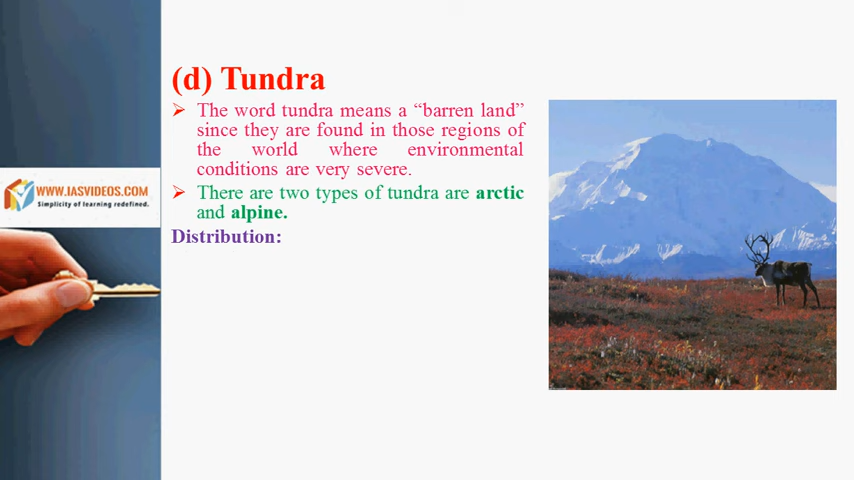 (d) Tundra
➢ The word tundra means a “barren land”
since they are found in those regions of
the world where environmental
conditions are very severe.
➢ There are two types of tundra are arctic
and alpine.
Distribution:
WWW.IASVIDEOS.COM
Simplicity of learning redefined.